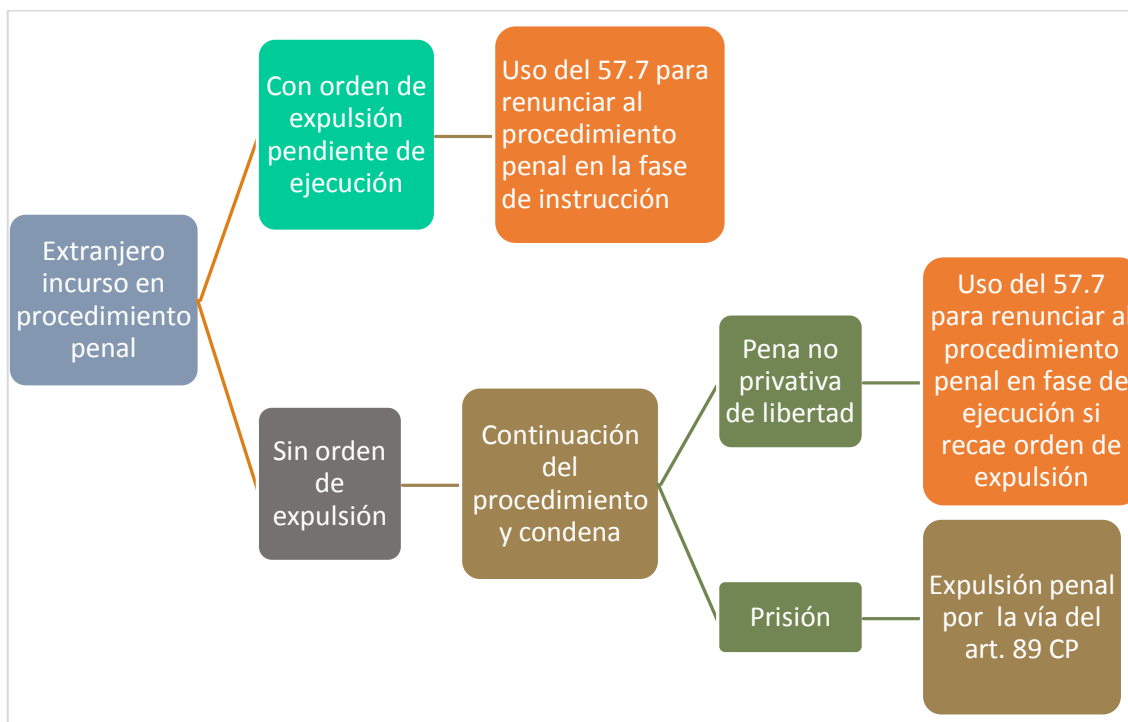 Extranjero
incurso en
procedimiento
penal
Con orden de
expulsión
pendiente de
ejecución
Uso del 57.7 para
renunciar al
procedimiento
penal en la fase
de instrucción
Sin orden
de
expulsión
Continuación
del
procedimiento
y condena
Pena no
privativa
de libertad
Uso del 57.7
para renunciar al
procedimiento
penal en fase de
ejecución si
recae orden de
expulsión
Prisión
Expulsión penal
por la vía del
art. 89 CP